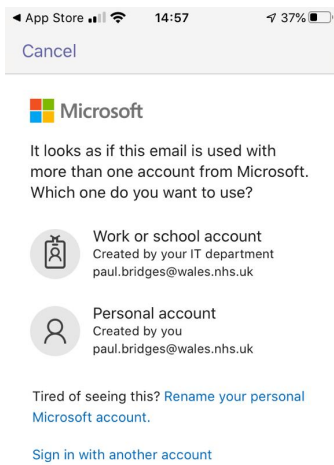 App Store 14:57 37%
Cancel
Microsoft
It looks as if this email is used with
more than one account from Microsoft.
Which one do you want to use?
Work or school account
Created by your IT department
paul.bridges@wales.nhs.uk
Personal account
Created by you
paul.bridges@wales.nhs.uk
Tired of seeing this? Rename your personal
Microsoft account.
Sign in with another account